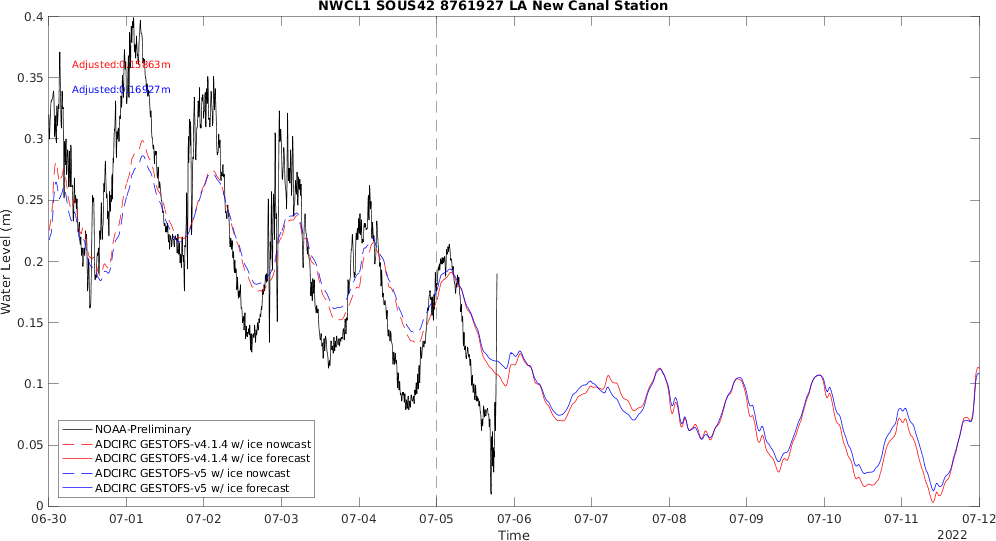 NWCL1 SOUS42 8761927 LA New Canal Station
0.4
0.35
0.3
0.25
0.2
0.15
0.1
0.05
0
Water Level (m)
Adjusted:0.15863m
Adjusted:0.16927m
NOAA-Preliminary
ADCIRC GESTOFS-v4.1.4 w/ ice nowcast
ADCIRC GESTOFS-v4.1.4 w/ ice forecast
ADCIRC GESTOFS-v5 w/ ice nowcast
ADCIRC GESTOFS-v5 w/ ice forecast
06-30 07-01 07-02 07-03 07-04 07-05 07-06 07-07 07-08 07-09 07-10 07-11 07-12
Time
2022